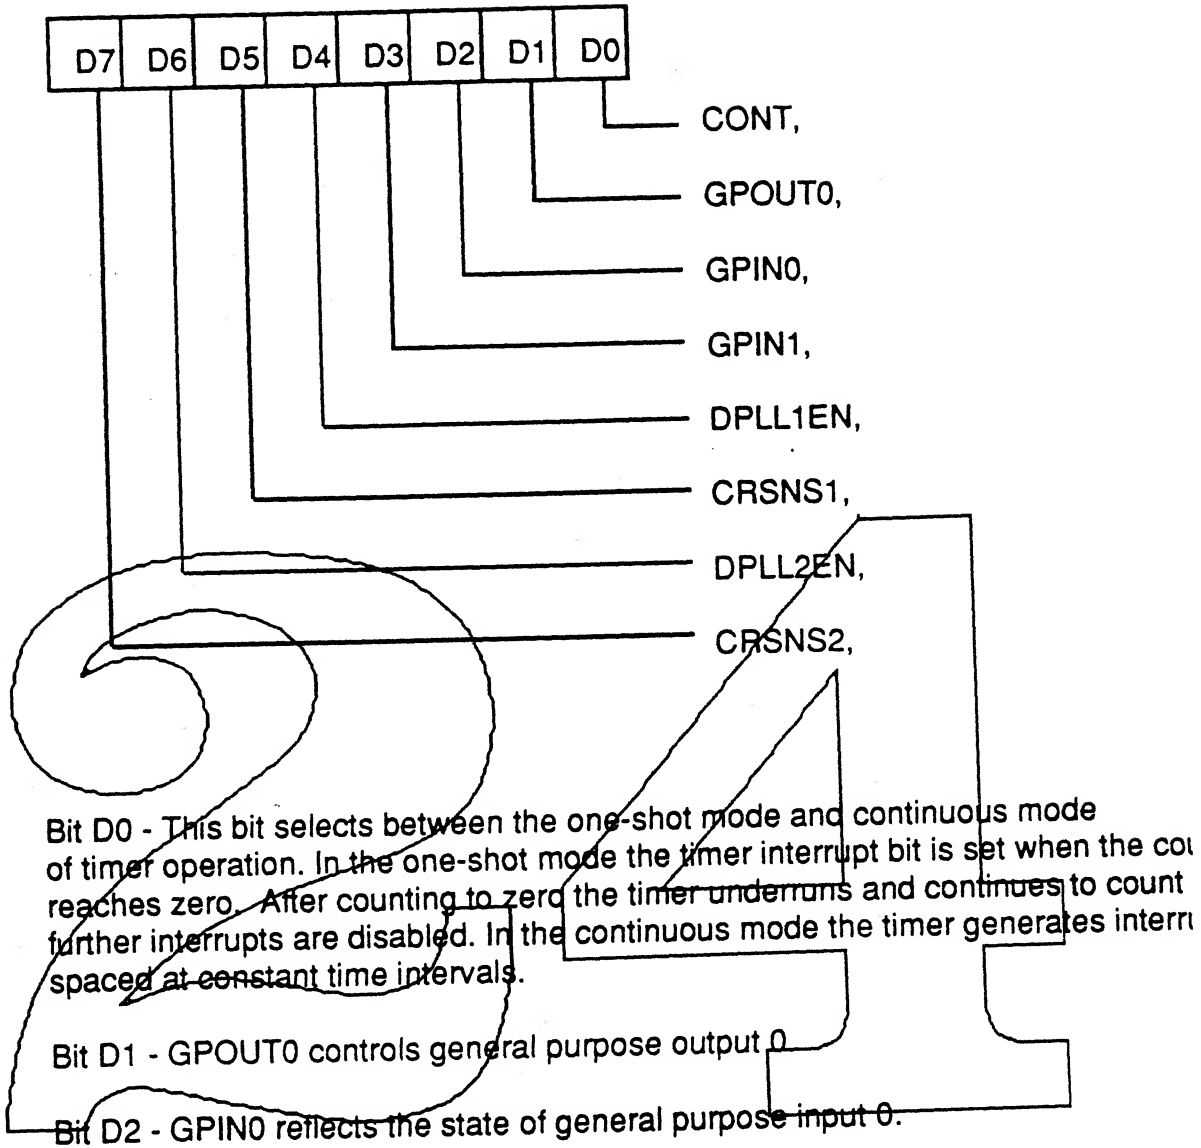 D7 D6 D5 D4 D3 D2 D1 D0
CONT,
GPOUT0,
GPIN0,
GPIN1,
DPLL1EN,
CRSNS1,
DPLL2EN,
CRSNS2,
24
Bit D0 - This bit selects between the one-shot mode and continuous mode
of timer operation. In the one-shot mode the timer interrupt bit is set when the
reaches zero. After counting to zero the timer underruns and continues to count
further interrupts are disabled. In the continuous mode the timer generates
spaced at constant time intervals.
Bit D1 - GPOUT0 controls general purpose output 0
Bit D2 - GPIN0 reflects the state of general purpose input 0.